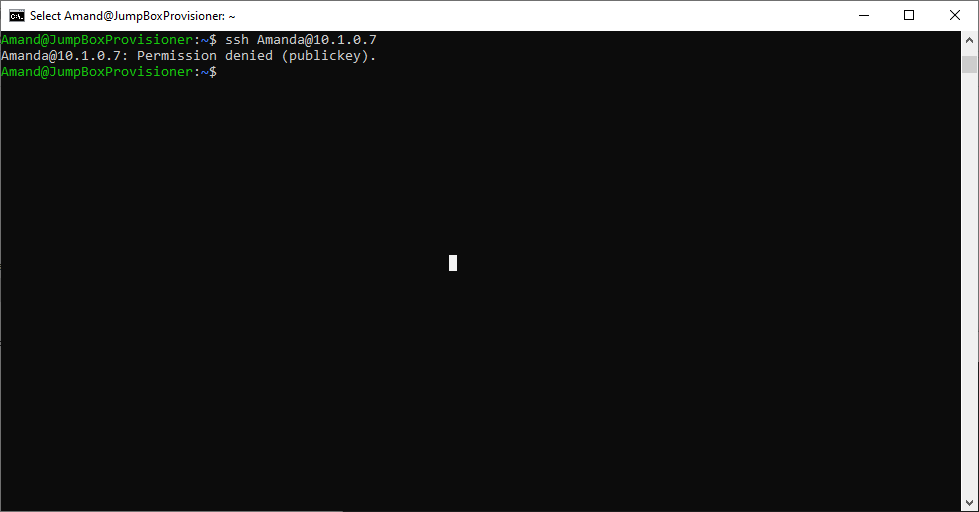 Select Amand@JumpBoxProvisioner: ~
Amand@JumpBoxProvisioner:~$ ssh Amanda@10.1.0.7
Amanda@10.1.0.7: Permission denied (publickey).
Amand@JumpBoxProvisioner:~$